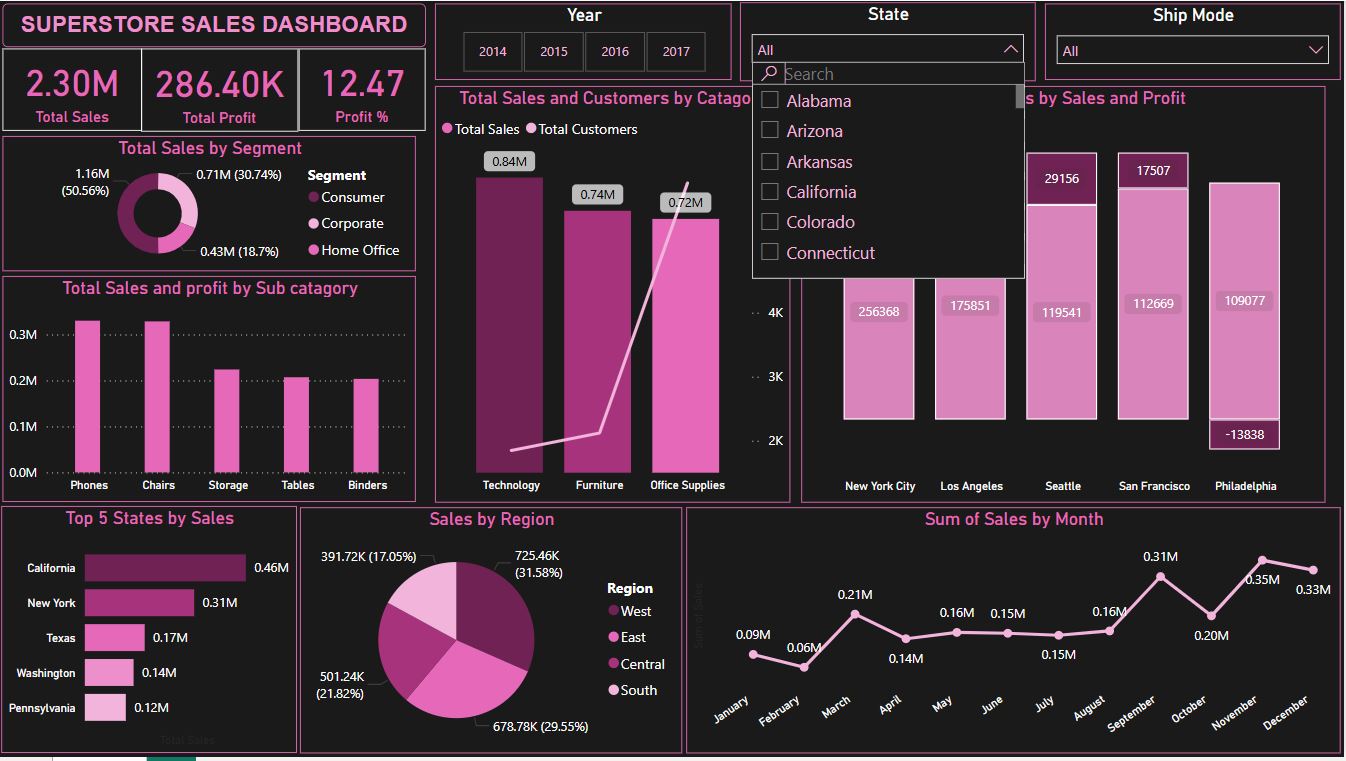 SUPERSTORE SALES DASHBOARD
2.30M
Total Sales
286.40K
Total Profit
12.47
Profit %
Year
2014 2015 2016 2017
State
All
Search
Alabama
Arizona
Arkansas
California
Colorado
Connecticut
Ship Mode
All
Total Sales by Segment
1.16M
(50.56%)
0.71M (30.74%)
0.43M (18.7%)
Segment
Consumer
Corporate
Home Office
Total Sales and Customers by Catago
Total Sales Total Customers
0.84M
0.74M
0.72M
4K
3K
2K
Technology Furniture Office Supplies
s by Sales and Profit
29156
17507
256368
175851
119541
112669
109077
-13838
New York City Los Angeles Seattle San Francisco Philadelphia
Total Sales and profit by Sub catagory
0.3M
0.2M
0.1M
0.0M
Phones Chairs Storage Tables Binders
Top 5 States by Sales
California 0.46M
New York 0.31M
Texas 0.17M
Washington 0.14M
Pennsylvania 0.12M
Total Sales
Sales by Region
391.72K (17.05%)
725.46K
(31.58%)
501.24K
(21.82%)
678.78K (29.55%)
Region
West
East
Central
South
Sum of Sales by Month
Sum of Sales
0.09M
0.06M
0.21M
0.14M
0.16M
0.15M
0.15M
0.16M
0.31M
0.20M
0.35M
0.33M
January February March April May June July August September October November December